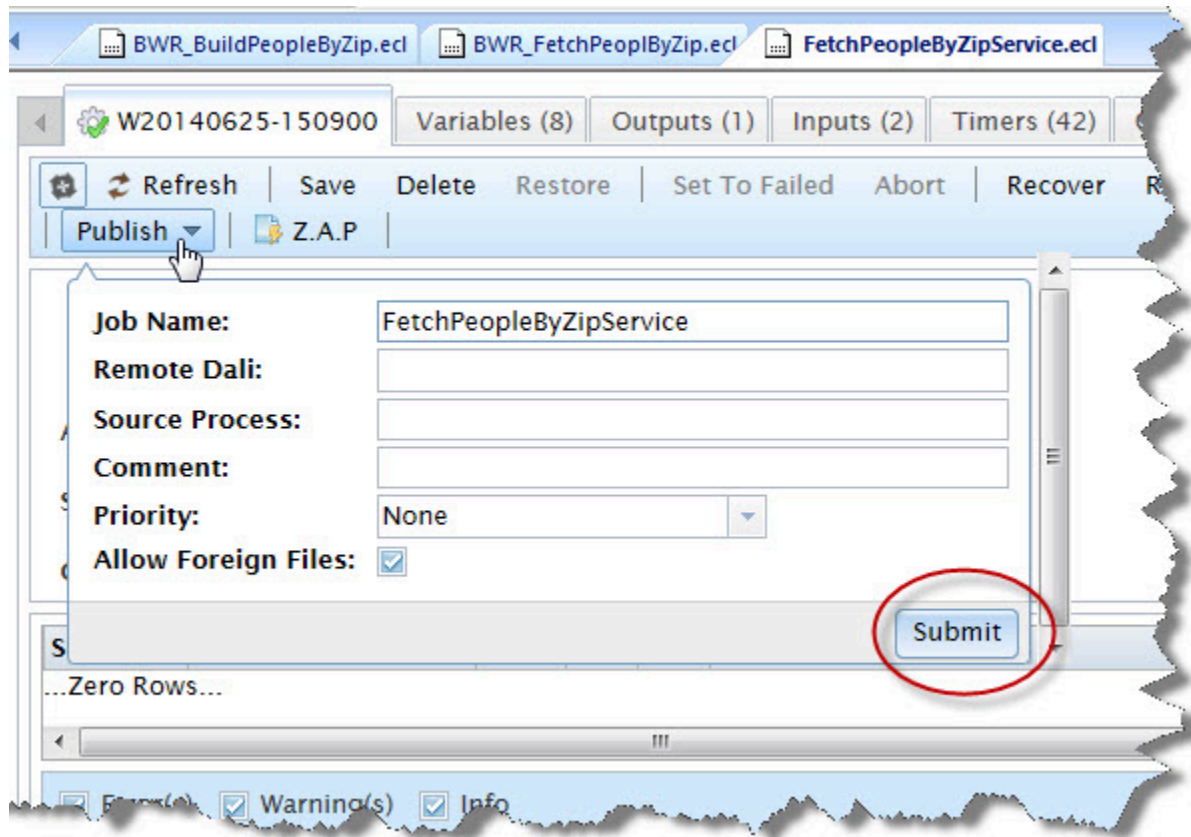 BWR_BuildPeopleByZip.ecl BWR_FetchPeoplByZip.ecl FetchPeopleByZipService.ecl
W20140625-150900 Variables (8) Outputs (1) Inputs (2) Timers (42)
Refresh Save Delete Restore Set To Failed Abort Recover R
Publish Z.A.P
Job Name: FetchPeopleByZipService
Remote Dali:
Source Process:
Comment:
Priority: None
Allow Foreign Files:
Submit
S
...Zero Rows...
Warning(s) Info